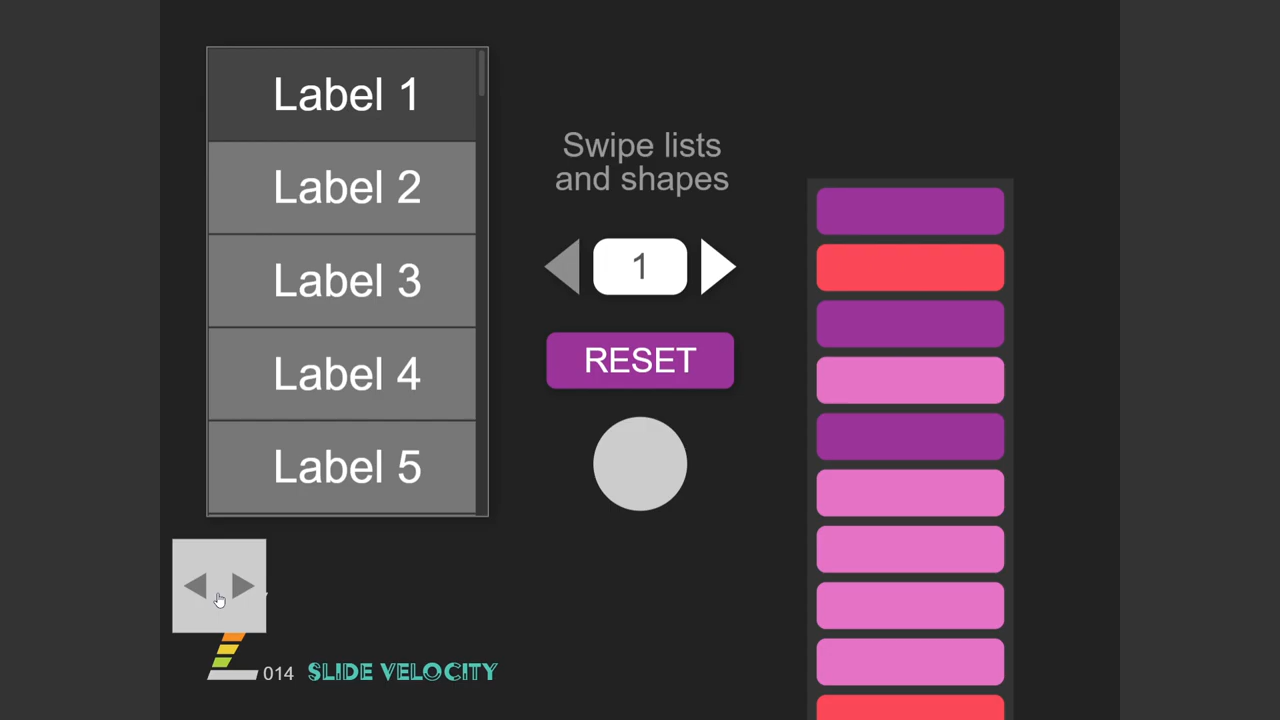 Label 1
Label 2
Label 3
Label 4
Label 5
Swipe lists
and shapes
1
RESET
014 SLIDE VELOCITY